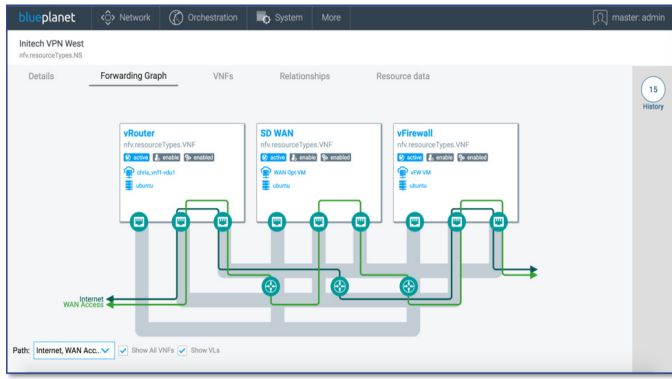 blueplanet Network Orchestration System More master: admin
Initech VPN West
nfv.resourceTypes.NS
Details Forwarding Graph VNFs Relationships Resource data
15
History
vRouter SD WAN vFirewall
nfv.resourceTypes.VNF nfv.resourceTypes.VNF nfv.resourceTypes.VNF
active enable enabled active enable enabled active enable enabled
chris_vnf1-vdu1 WAN Opt VM vFW VM
ubuntu ubuntu ubuntu
Internet
WAN Access
Path: Internet, WAN Acc... Show All VNFs Show VLs